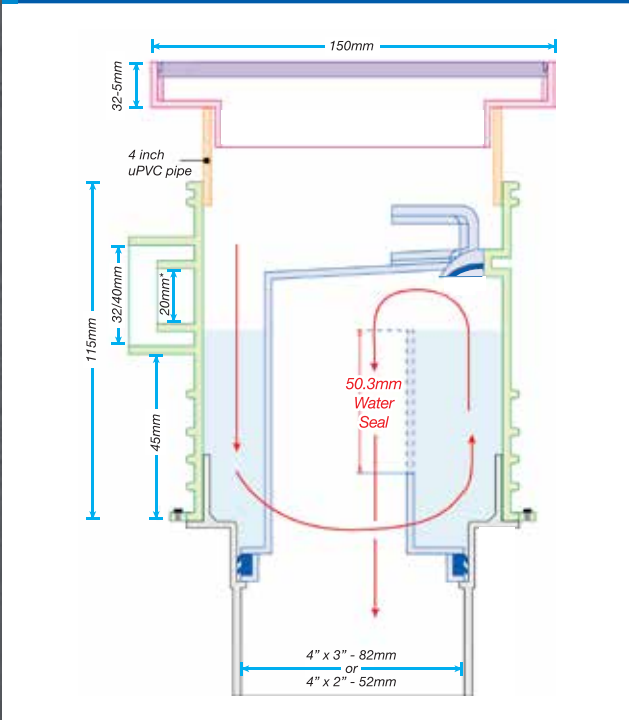 150mm
32-5mm
4 inch
uPVC pipe
32/40mm
20mm*
115mm
50.3mm
Water
Seal
45mm
4” x 3” - 82mm
or
4” x 2” - 52mm